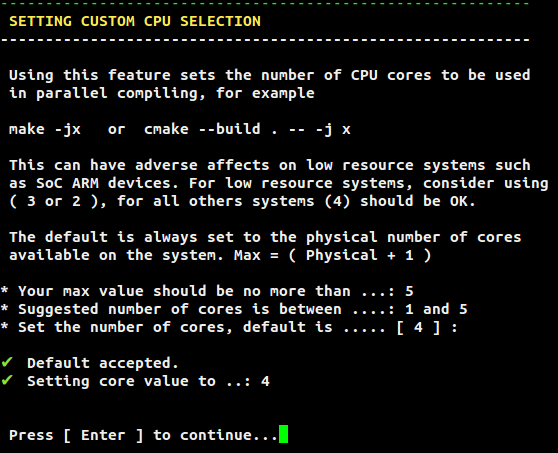 ------------------------------------------------------------
SETTING CUSTOM CPU SELECTION
------------------------------------------------------------
Using this feature sets the number of CPU cores to be used
in parallel compiling, for example
make -jx   or  cmake --build . -- -j x
This can have adverse affects on low resource systems such
as SoC ARM devices. For low resource systems, consider using
( 3 or 2 ), for all others systems (4) should be OK.
The default is always set to the physical number of cores
available on the system. Max = ( Physical + 1 )
* Your max value should be no more than ...: 5
* Suggested number of cores is between ....: 1 and 5
* Set the number of cores, default is ..... [ 4 ] :
✔ Default accepted.
✔ Setting core value to ..: 4
Press [ Enter ] to continue...